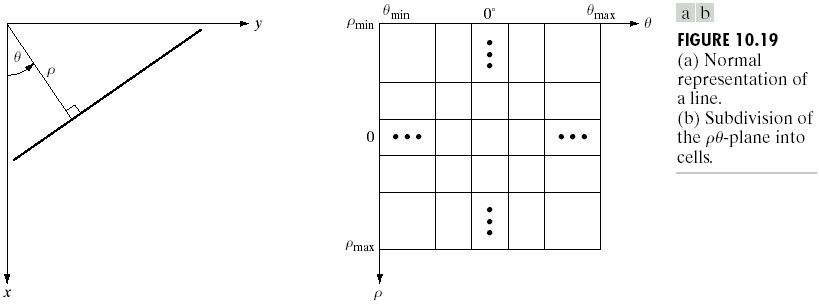 y
θ
ρ
x
θmin
0°
θmax
θ
ρmin
0
ρmax
ρ
a b
FIGURE 10.19
(a) Normal
representation of
a line.
(b) Subdivision of
the ρθ-plane into
cells.